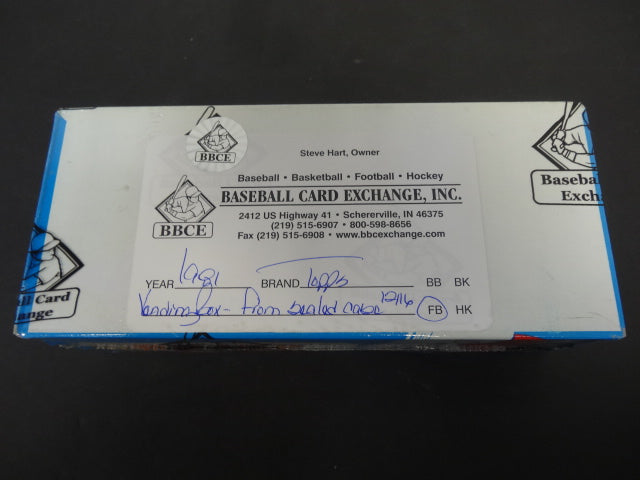 BBCE
Steve Hart, Owner
Baseball • Basketball • Football • Hockey
BASEBALL CARD EXCHANGE, INC.
BBCE
2412 US Highway 41 • Schererville, IN 46375
(219) 515-6907 • 800-598-8656
Fax (219) 515-6908 • www.bbcexchange.com
YEAR 1981 BRAND Topps BB BK
Vending Box - From sealed case 12/16 FB HK
Baseba
Exch
ll Card
ange